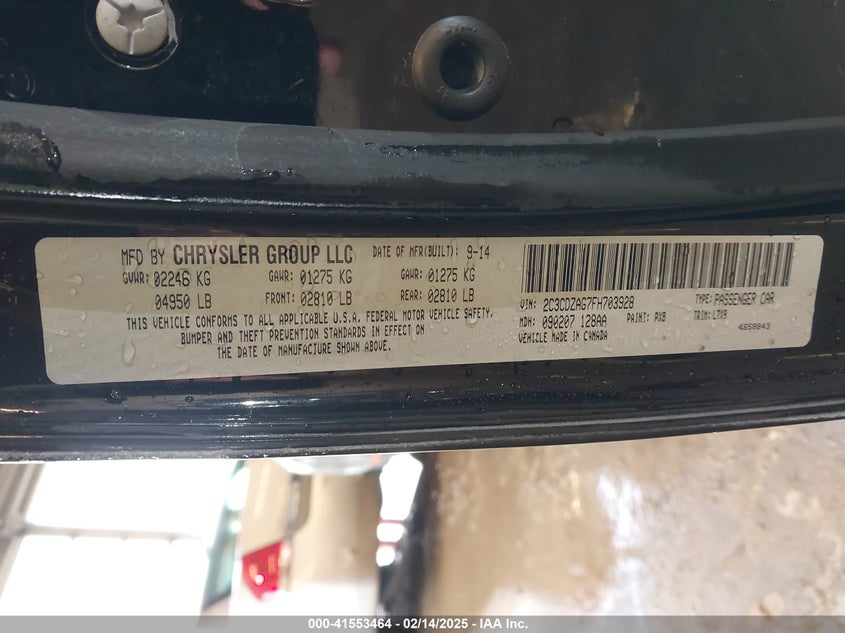 MFD BY CHRYSLER GROUP LLC DATE OF MFR(BUILT): 9-14
GVWR: 02246 KG GAWR: 01275 KG GAWR: 01275 KG
04950 LB FRONT: 02810 LB REAR: 02810 LB
THIS VEHICLE CONFORMS TO ALL APPLICABLE U.S.A. FEDERAL MOTOR VEHICLE SAFETY,
BUMPER AND THEFT PREVENTION STANDARDS IN EFFECT ON
THE DATE OF MANUFACTURE SHOWN ABOVE.
VIN: 2C3CDZAG7FH703928 TYPE: PASSENGER CAR
MDH: 090207 128AA PAINT: PX8 TRIM: L7X9
VEHICLE MADE IN CANADA 4658843
000-41553464 - 02/14/2025 - IAA Inc.